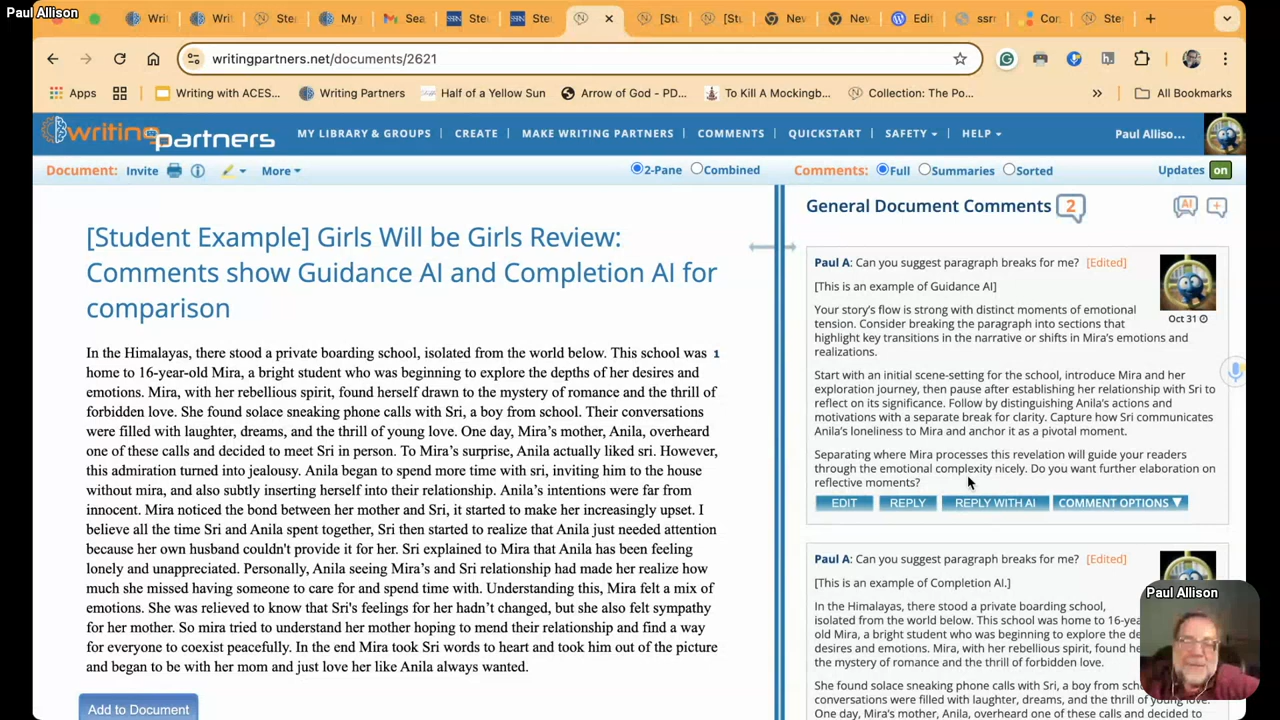 Paul Allison
Writ
Writ
Ste
My
Sea
Ste
Ste
[St
[St
Nev
Nev
Edit
ssrı
Cor
Ste
writingpartners.net/documents/2621
Apps
Writing with ACES...
Writing Partners
Half of a Yellow Sun
Arrow of God - PD...
To Kill A Mockingb...
Collection: The Po...
»
All Bookmarks
writing partners
MY LIBRARY & GROUPS
CREATE
MAKE WRITING PARTNERS
COMMENTS
QUICKSTART
SAFETY
HELP
Paul Alliso...
Document: Invite
More
2-Pane
Combined
Comments: Full
Summaries
Sorted
Updates on
General Document Comments 2
AI
[Student Example] Girls Will be Girls Review:
Comments show Guidance AI and Completion AI for
comparison
In the Himalayas, there stood a private boarding school, isolated from the world below. This school was 1
home to 16-year-old Mira, a bright student who was beginning to explore the depths of her desires and
emotions. Mira, with her rebellious spirit, found herself drawn to the mystery of romance and the thrill of
forbidden love. She found solace sneaking phone calls with Sri, a boy from school. Their conversations
were filled with laughter, dreams, and the thrill of young love. One day, Mira's mother, Anila, overheard
one of these calls and decided to meet Sri in person. To Mira's surprise, Anila actually liked sri. However,
this admiration turned into jealousy. Anila began to spend more time with sri, inviting him to the house
without mira, and also subtly inserting herself into their relationship. Anila's intentions were far from
innocent. Mira noticed the bond between her mother and Sri, it started to make her increasingly upset. I
believe all the time Sri and Anila spent together, Sri then started to realize that Anila just needed attention
because her own husband couldn't provide it for her. Sri explained to Mira that Anila has been feeling
lonely and unappreciated. Personally, Anila seeing Mira's and Sri relationship had made her realize how
much she missed having someone to care for and spend time with. Understanding this, Mira felt a mix of
emotions. She was relieved to know that Sri's feelings for her hadn't changed, but she also felt sympathy
for her mother. So mira tried to understand her mother hoping to mend their relationship and find a way
for everyone to coexist peacefully. In the end Mira took Sri words to heart and took him out of the picture
and began to be with her mom and just love her like Anila always wanted.
Add to Document
Paul A: Can you suggest paragraph breaks for me? [Edited]
[This is an example of Guidance AI]
Oct 31
Your story's flow is strong with distinct moments of emotional
tension. Consider breaking the paragraph into sections that
highlight key transitions in the narrative or shifts in Mira's emotions and
realizations.
Start with an initial scene-setting for the school, introduce Mira and her
exploration journey, then pause after establishing her relationship with Sri to
reflect on its significance. Follow by distinguishing Anila's actions and
motivations with a separate break for clarity. Capture how Sri communicates
Anila's loneliness to Mira and anchor it as a pivotal moment.
Separating where Mira processes this revelation will guide your readers
through the emotional complexity nicely. Do you want further elaboration on
reflective moments?
EDIT
REPLY
REPLY WITH AI
COMMENT OPTIONS
Paul A: Can you suggest paragraph breaks for me? [Edited]
[This is an example of Completion AI.]
In the Himalayas, there stood a private boarding school,
isolated from the world below. This school was home to 16-yea
old Mira, a bright student who was beginning to explore the de
desires and emotions. Mira, with her rebellious spirit, found he
the mystery of romance and the thrill of forbidden love.
She found solace sneaking phone calls with Sri, a boy from sch
conversations were filled with laughter, dreams, and the thrill of
love. One day, Mira's mother, Anila, overheard one of these calls and decided to
Paul Allison